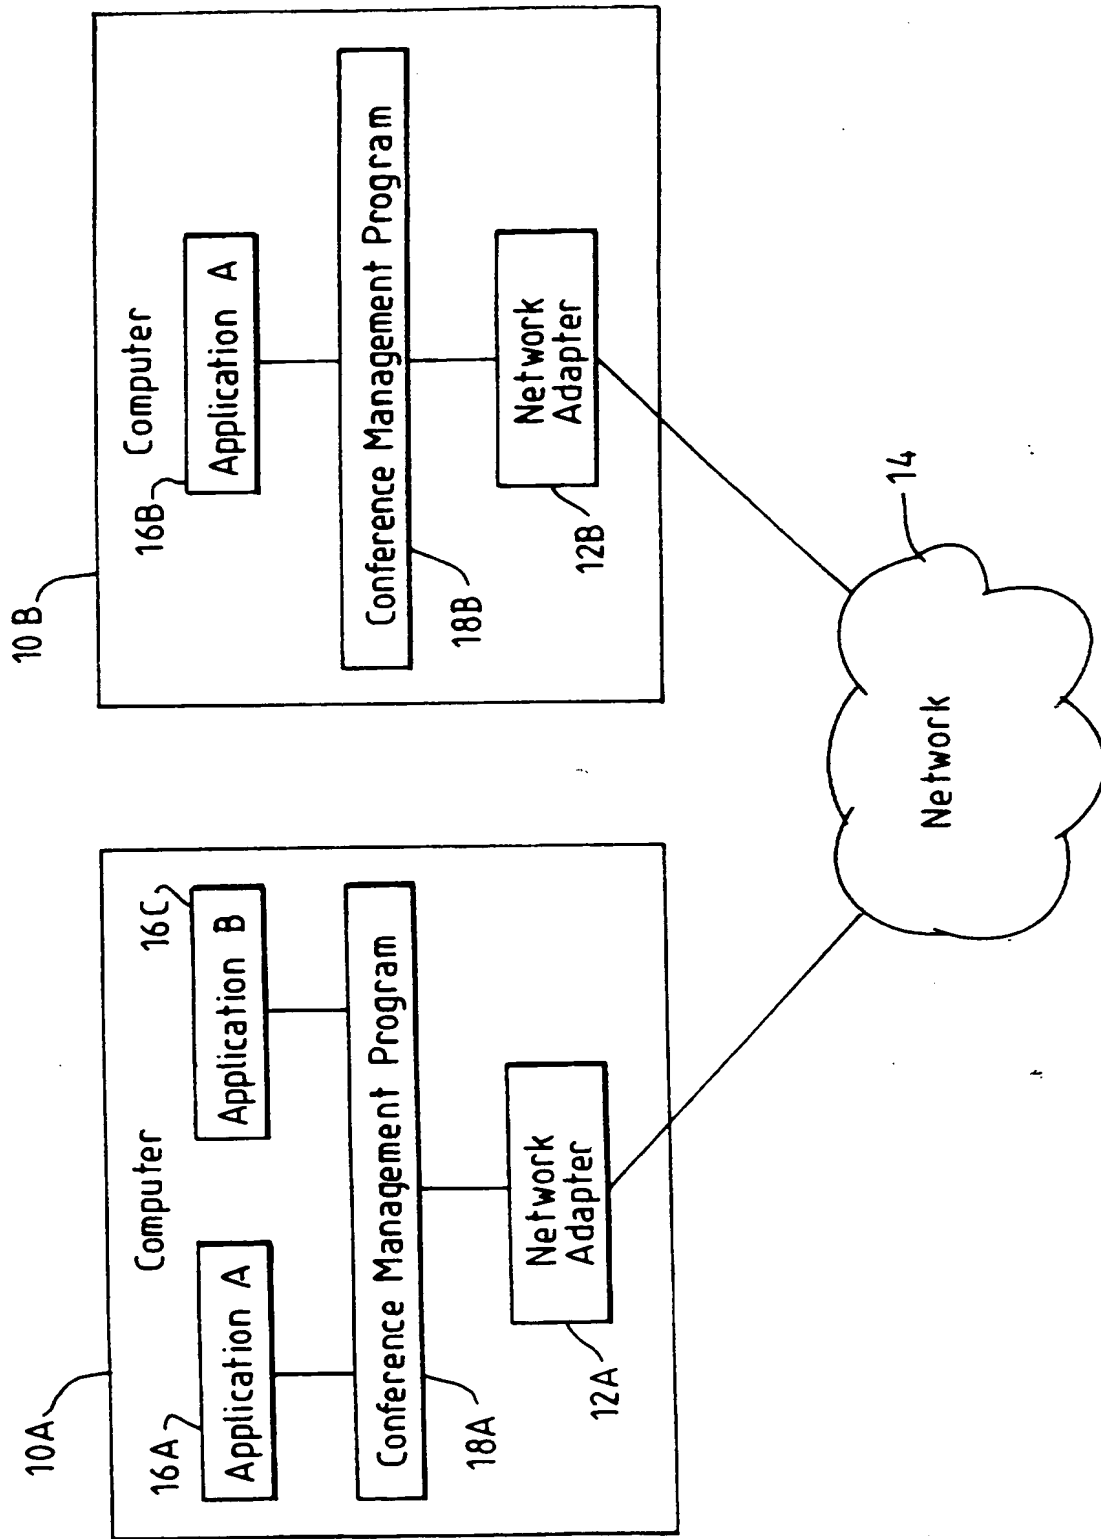 10A
Computer
16A
Application A
16C
Application B
Conference Management Program
18A
Network
Adapter
12A
10B
Computer
16B
Application A
Conference Management Program
18B
Network
Adapter
12B
Network
14